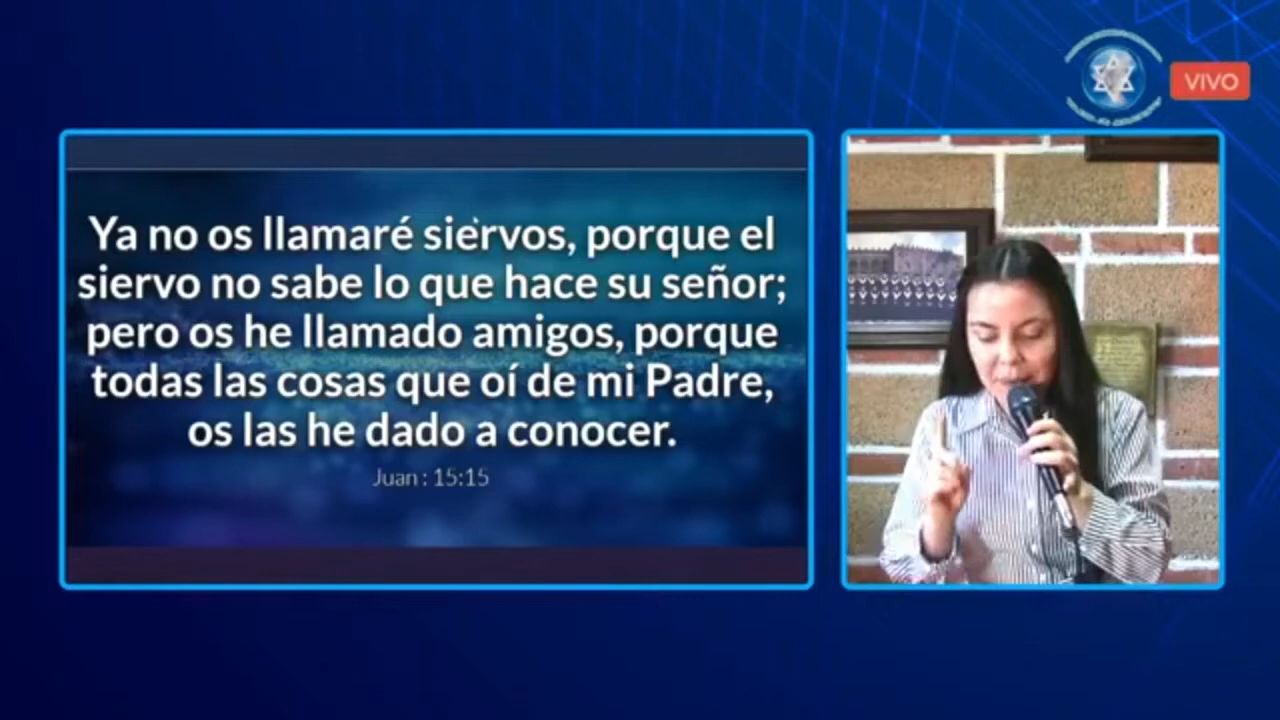 VIVO
Ya no os llamaré siervos, porque el
siervo no sabe lo que hace su señor;
pero os he llamado amigos, porque
todas las cosas que oí de mi Padre,
os las he dado a conocer.
Juan : 15:15